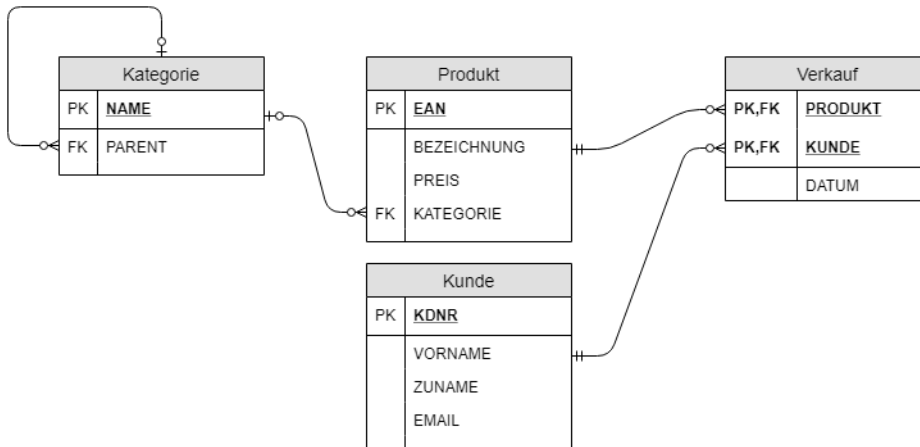 Kategorie
PK NAME
FK PARENT
Produkt
PK EAN
BEZEICHNUNG
PREIS
FK KATEGORIE
Verkauf
PK,FK PRODUKT
PK,FK KUNDE
DATUM
Kunde
PK KDNR
VORNAME
ZUNAME
EMAIL